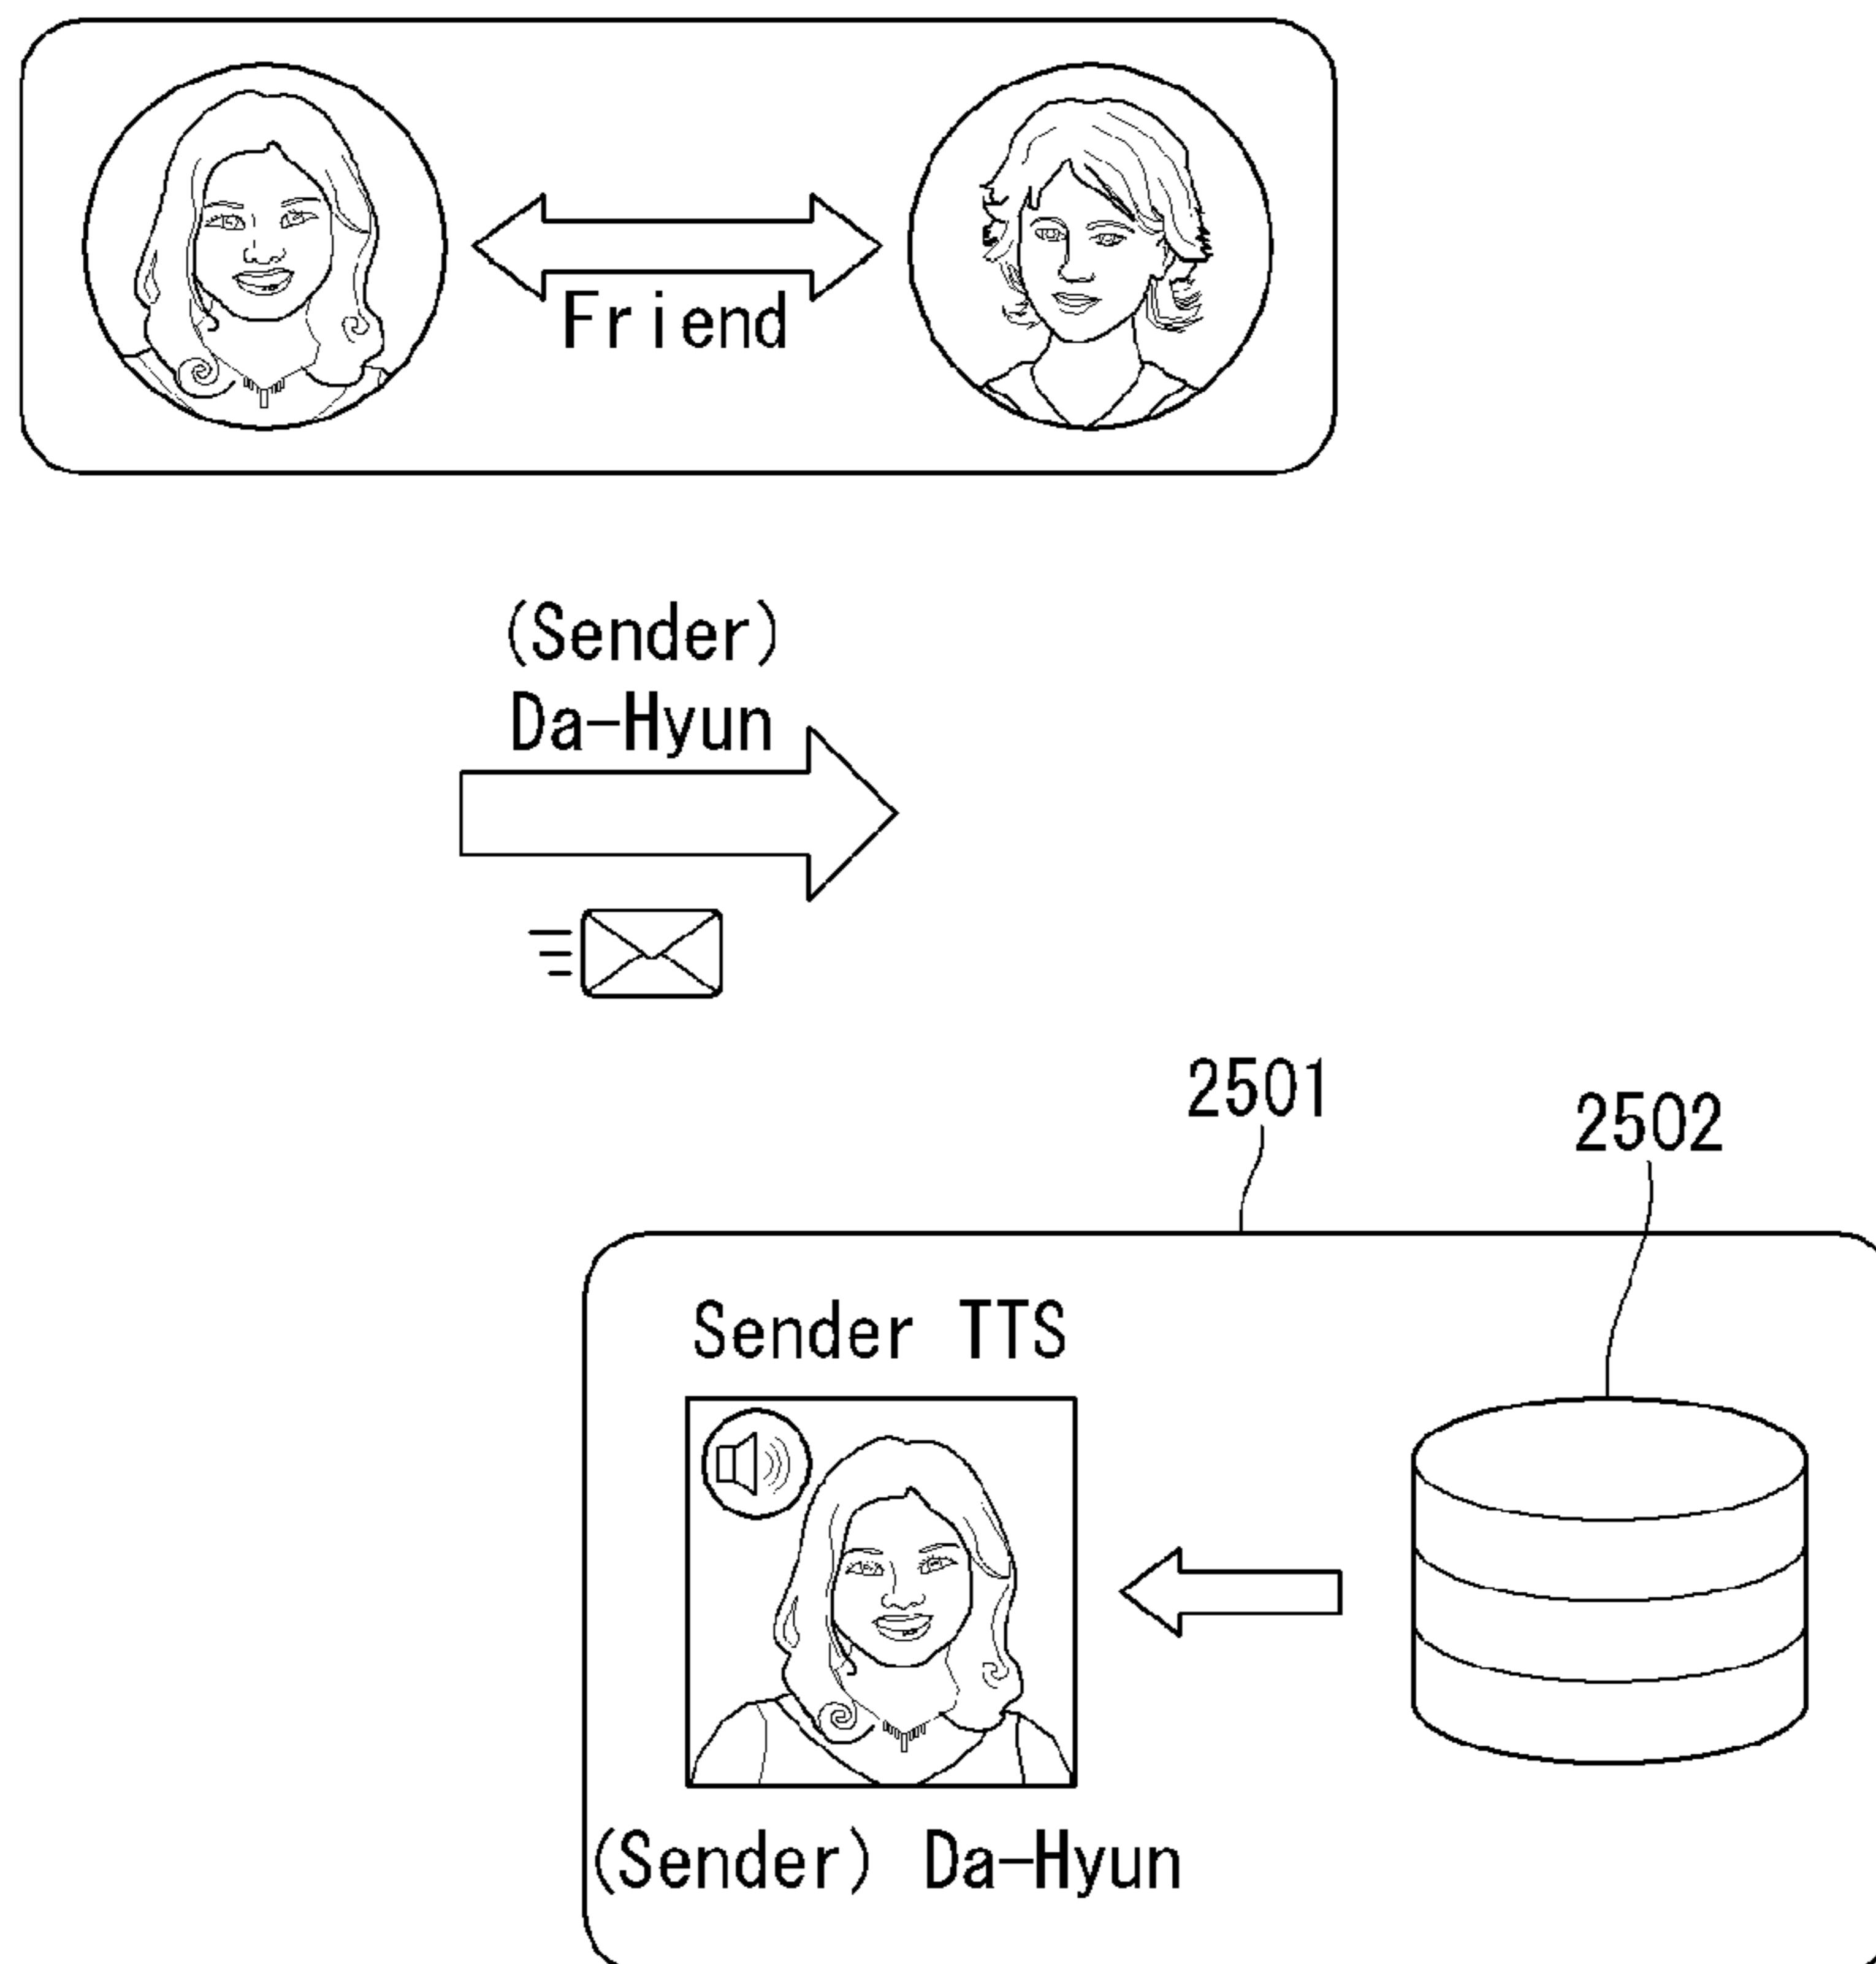 Friend
(Sender)
Da-Hyun
2501
2502
Sender TTS
(Sender) Da-Hyun